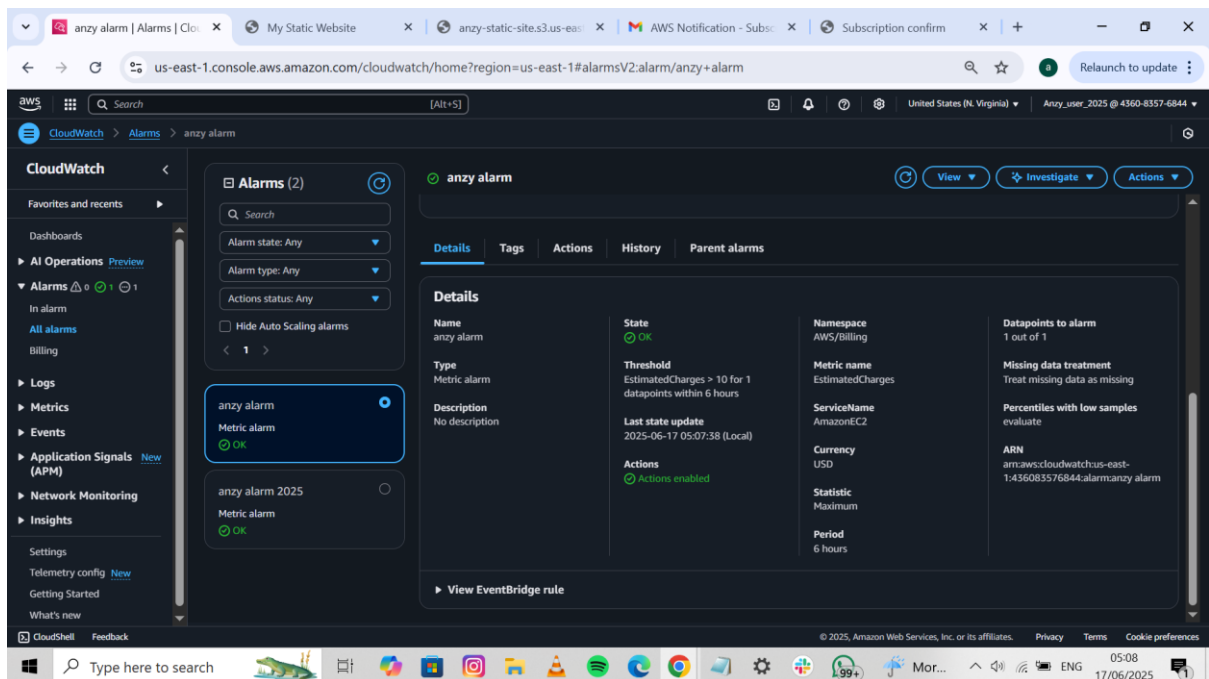 anzy alarm | Alarms | Clo
My Static Website
anzy-static-site.s3.us-eas
AWS Notification - Subsc
Subscription confirm
us-east-1.console.aws.amazon.com/cloudwatch/home?region=us-east-1#alarmsV2:alarm/anzy+alarm
a
Relaunch to update
aws
Search
[Alt+S]
United States (N. Virginia)
Anzy_user_2025 @ 4360-8357-6844
CloudWatch > Alarms > anzy alarm
CloudWatch
Favorites and recents
Dashboards
AI Operations Preview
Alarms 0 1 1
In alarm
All alarms
Billing
Logs
Metrics
Events
Application Signals New
(APM)
Network Monitoring
Insights
Settings
Telemetry config New
Getting Started
What's new
Alarms (2)
Search
Alarm state: Any
Alarm type: Any
Actions status: Any
Hide Auto Scaling alarms
1
anzy alarm
Metric alarm
OK
anzy alarm 2025
Metric alarm
OK
anzy alarm
View
Investigate
Actions
Details
Tags
Actions
History
Parent alarms
Details
Name
anzy alarm
Type
Metric alarm
Description
No description
State
OK
Threshold
EstimatedCharges > 10 for 1
datapoints within 6 hours
Last state update
2025-06-17 05:07:38 (Local)
Actions
Actions enabled
Namespace
AWS/Billing
Metric name
EstimatedCharges
ServiceName
AmazonEC2
Currency
USD
Statistic
Maximum
Period
6 hours
Datapoints to alarm
1 out of 1
Missing data treatment
Treat missing data as missing
Percentiles with low samples
evaluate
ARN
arn:aws:cloudwatch:us-east-
1:436083576844:alarm:anzy alarm
View EventBridge rule
CloudShell
Feedback
© 2025, Amazon Web Services, Inc. or its affiliates.
Privacy
Terms
Cookie preferences
Type here to search
99+
Mor...
ENG
05:08
17/06/2025
1